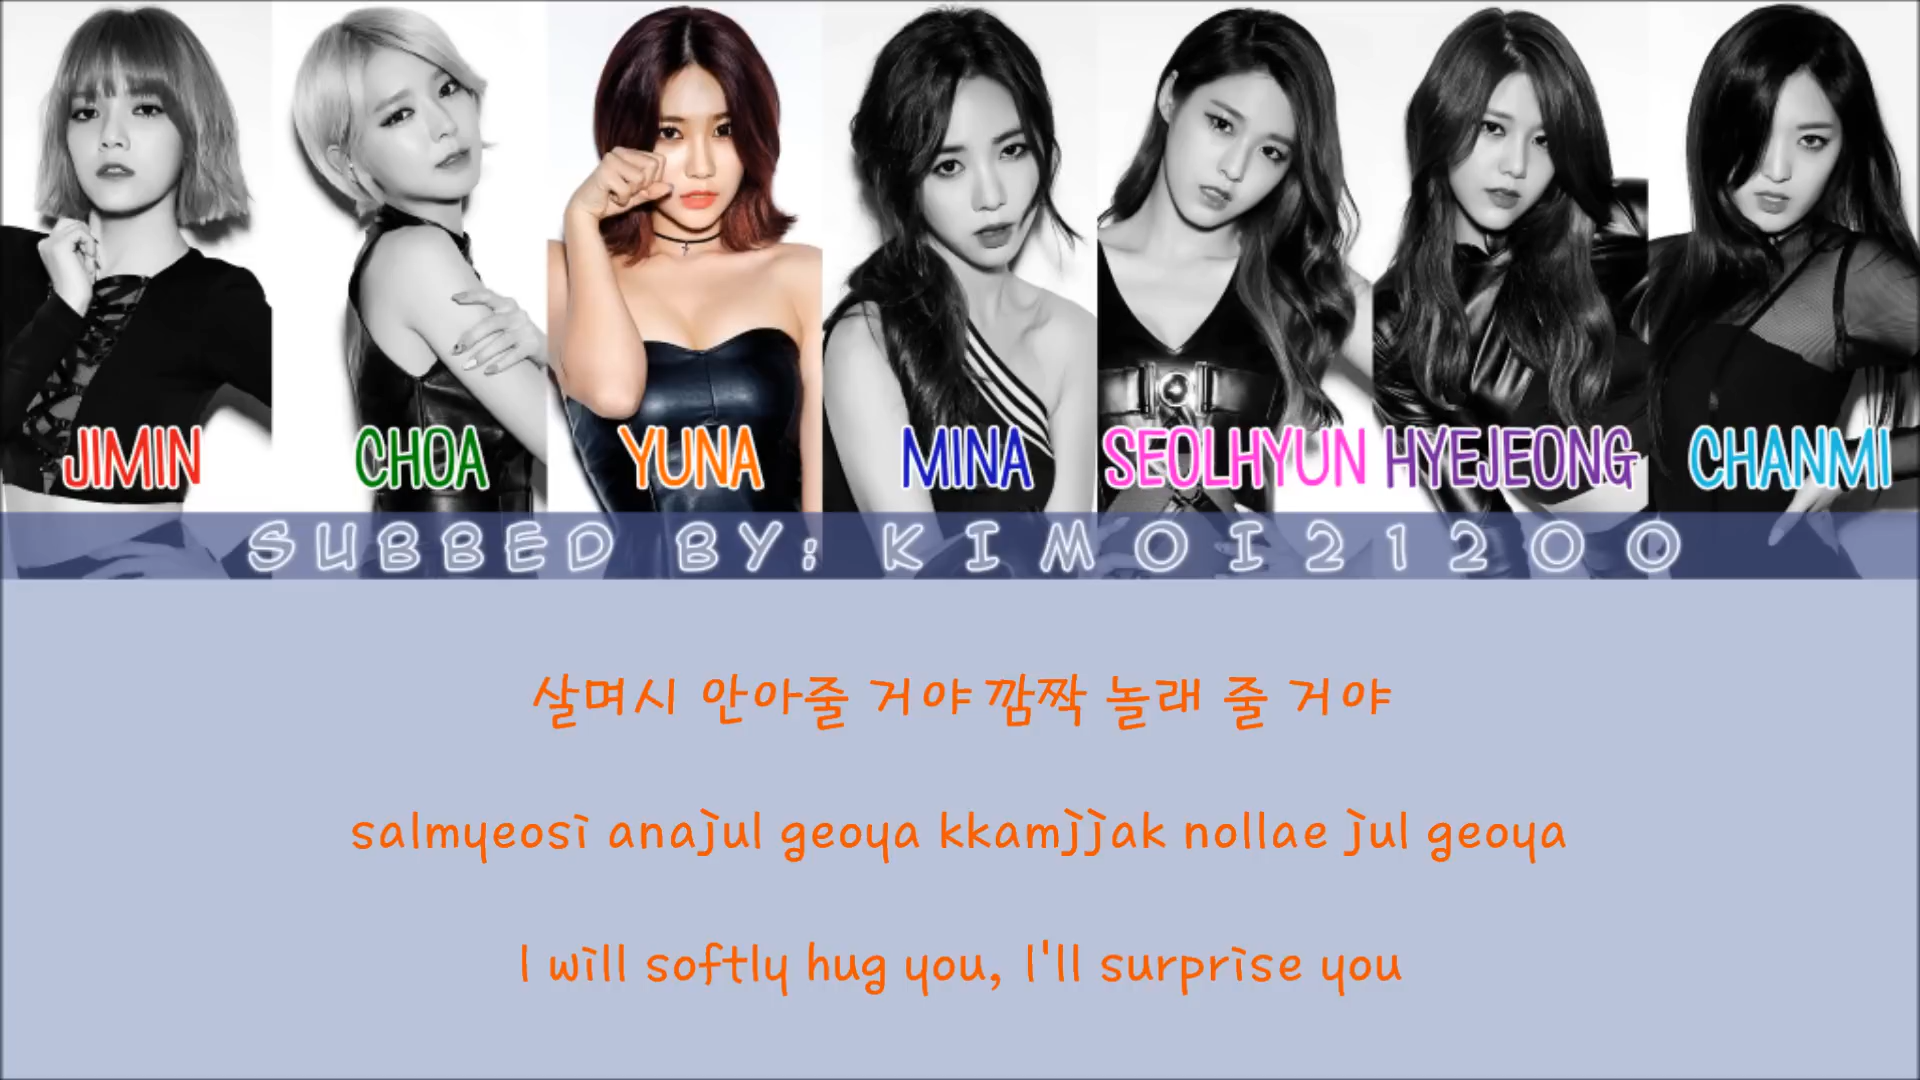 JIMIN CHOA YUNA MINA SEOLHYUN HYEJEONG CHANMI
SUBBED BY: KIMOI21200
살며시 안아줄 거야 깜짝 놀래 줄 거야
salmyeosi anajul geoya kkamjjak nollae jul geoya
I will softly hug you, I'll surprise you